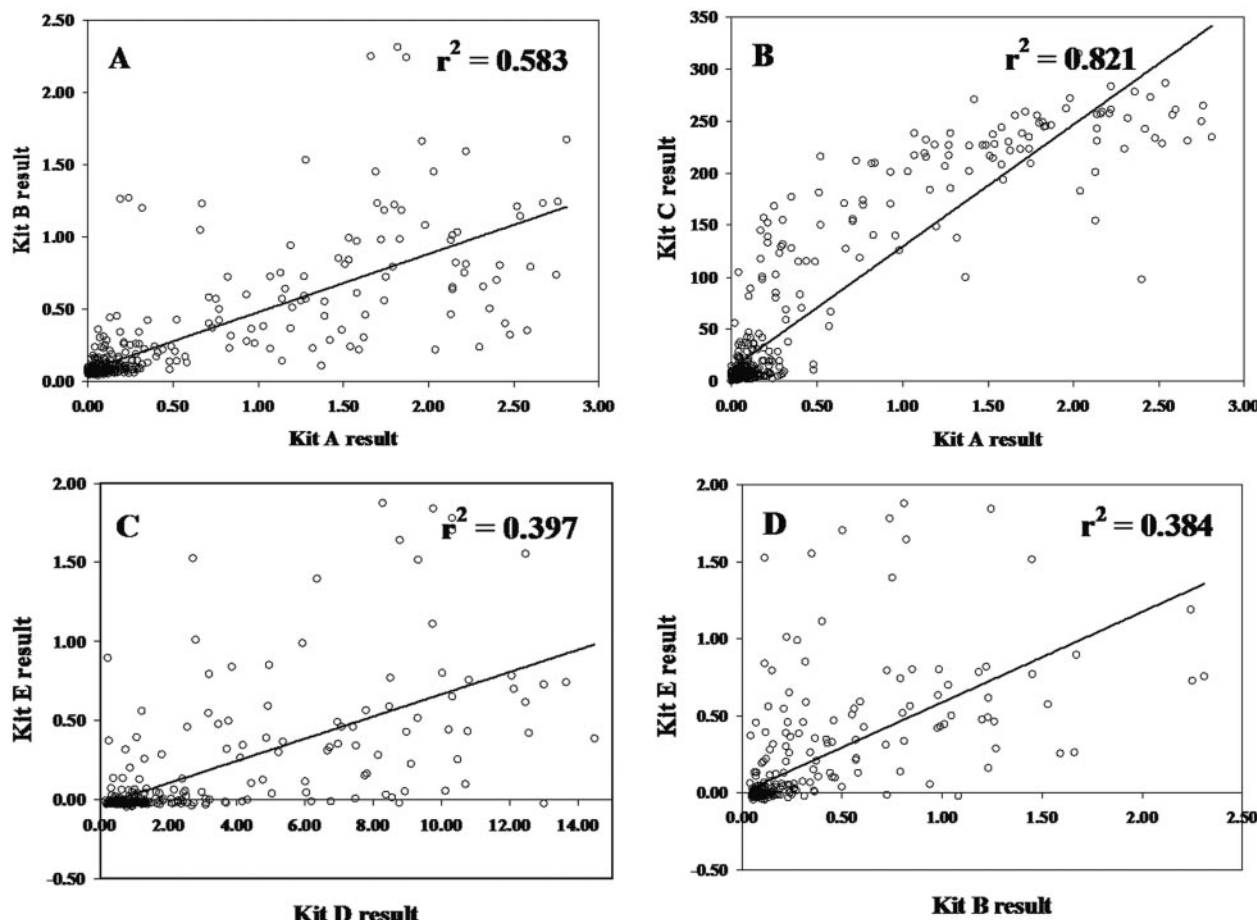 A
r² = 0.583
Kit B result
2.50
2.00
1.50
1.00
0.50
0.00
0.00 0.50 1.00 1.50 2.00 2.50 3.00
Kit A result
B
r² = 0.821
Kit C result
350
300
250
200
150
100
50
0
0.00 0.50 1.00 1.50 2.00 2.50 3.00
Kit A result
C
r² = 0.397
Kit E result
2.00
1.50
1.00
0.50
0.00
-0.50
0.00 2.00 4.00 6.00 8.00 10.00 12.00 14.00
Kit D result
D
r² = 0.384
Kit E result
2.00
1.50
1.00
0.50
0.00
-0.50
0.00 0.50 1.00 1.50 2.00 2.50
Kit B result